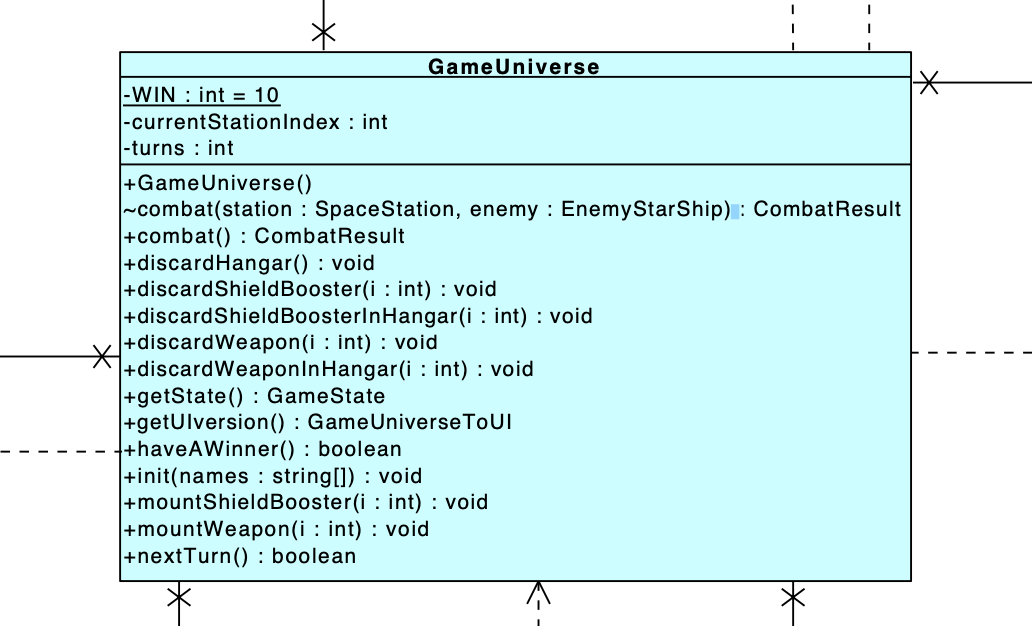 GameUniverse
-WIN : int = 10
-currentStationIndex : int
-turns : int
+GameUniverse()
~combat(station : SpaceStation, enemy : EnemyStarShip) : CombatResult
+combat() : CombatResult
+discardHangar() : void
+discardShieldBooster(i : int) : void
+discardShieldBoosterInHangar(i : int) : void
+discardWeapon(i : int) : void
+discardWeaponInHangar(i : int) : void
+getState() : GameState
+getUIversion() : GameUniverseToUI
+haveAWinner() : boolean
+init(names : string[]) : void
+mountShieldBooster(i : int) : void
+mountWeapon(i : int) : void
+nextTurn() : boolean